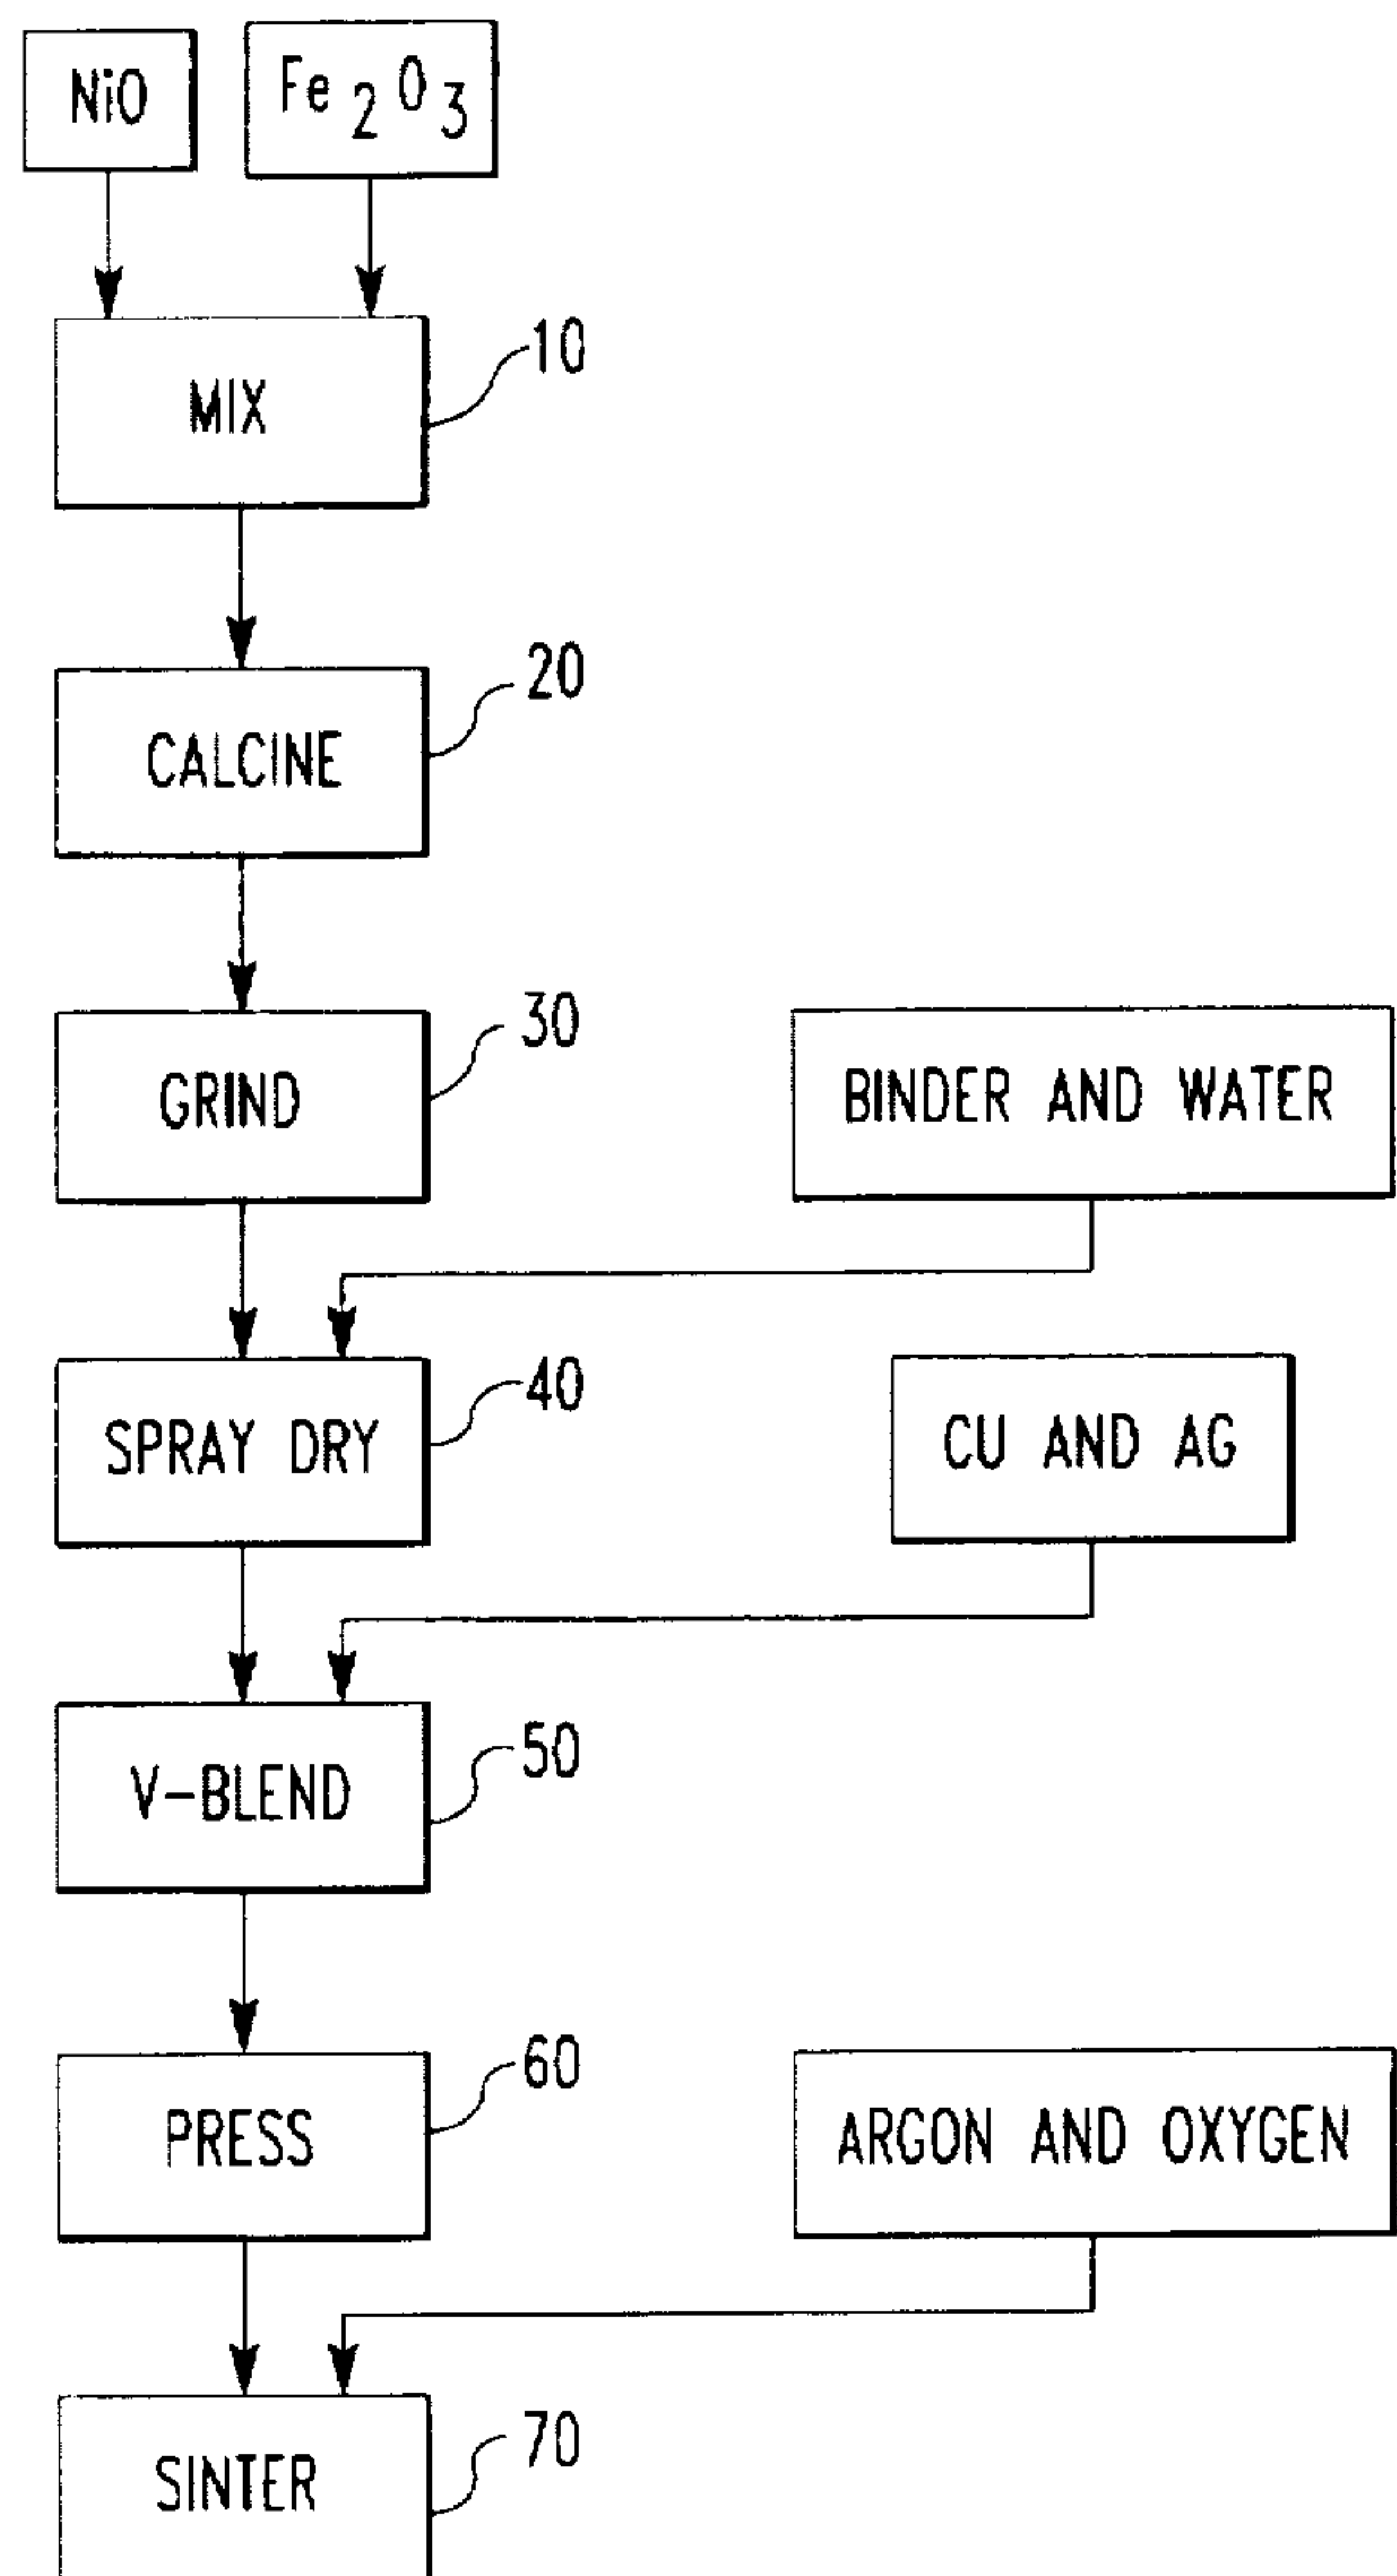 NiO
Fe2O3
MIX
10
CALCINE
20
GRIND
30
BINDER AND WATER
SPRAY DRY
40
CU AND AG
V-BLEND
50
PRESS
60
ARGON AND OXYGEN
SINTER
70